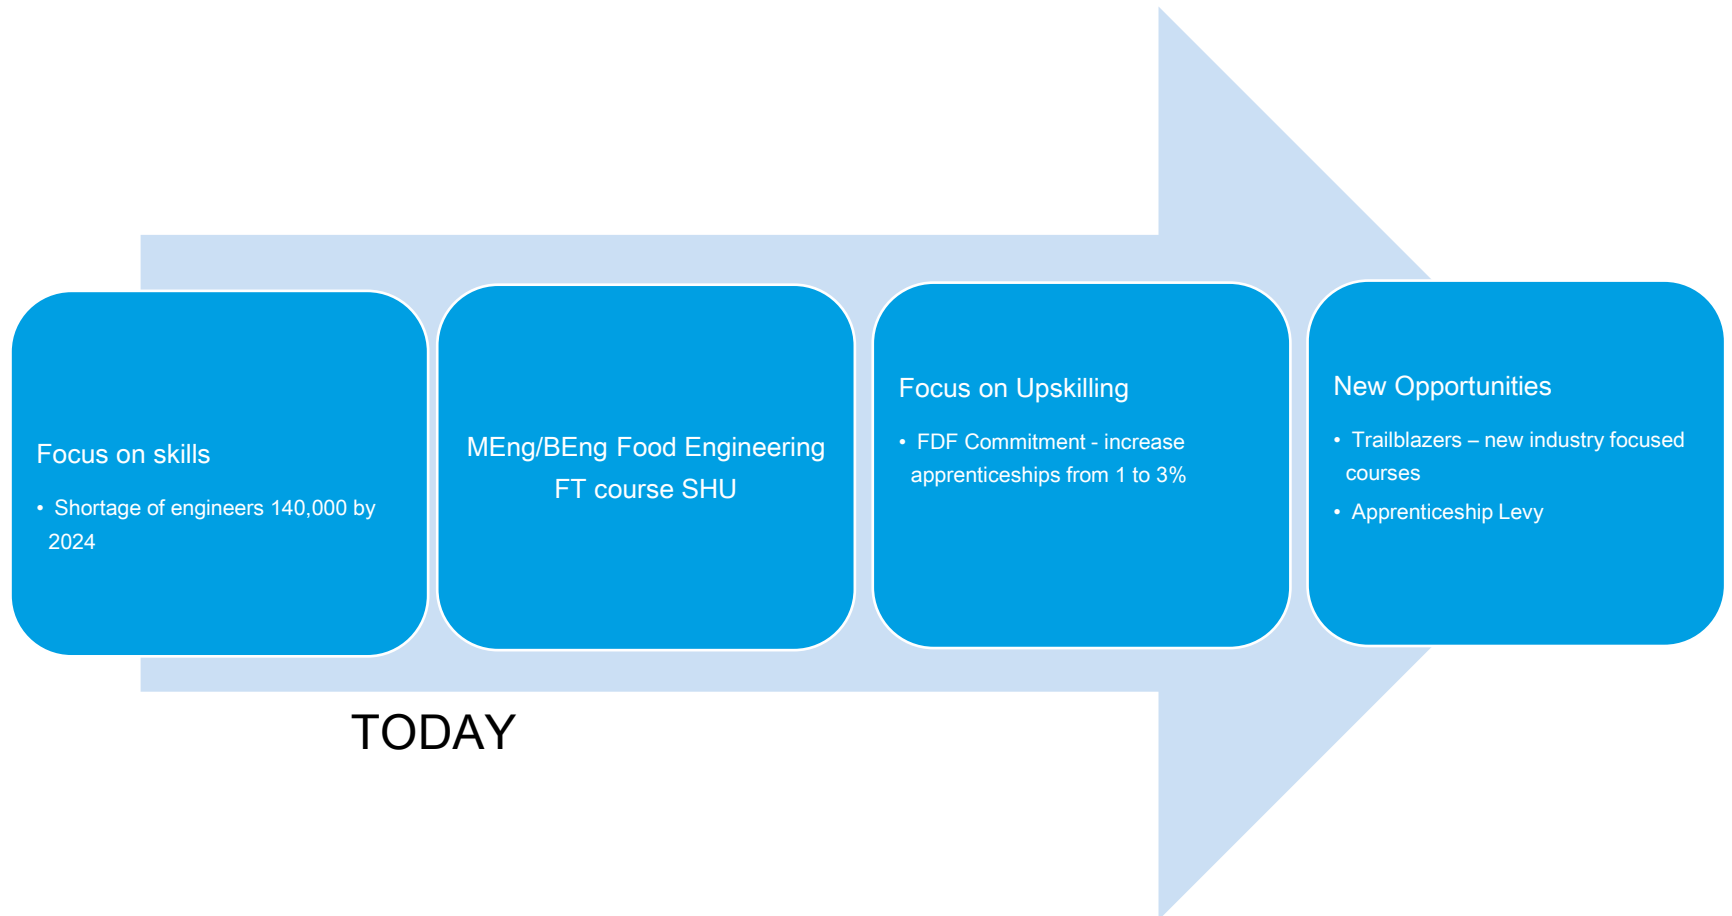 Focus on skills
• Shortage of engineers 140,000 by
2024
MEng/BEng Food Engineering
FT course SHU
Focus on Upskilling
• FDF Commitment - increase
apprenticeships from 1 to 3%
New Opportunities
• Trailblazers – new industry focused
courses
• Apprenticeship Levy
TODAY